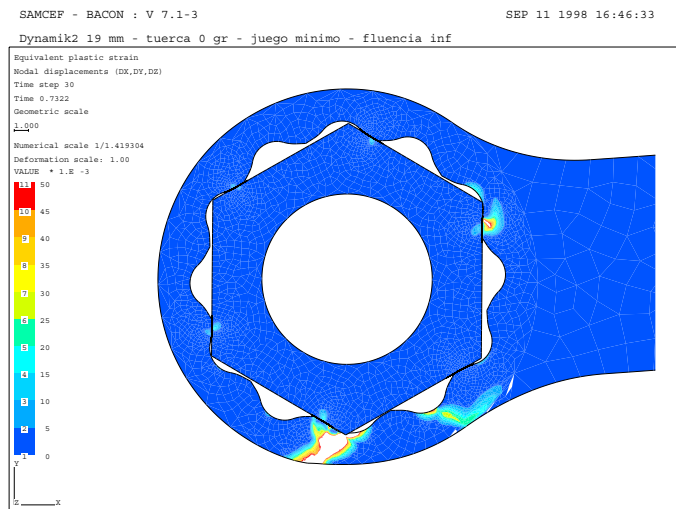 SAMCEF - BACON : V 7.1-3 SEP 11 1998 16:46:33
Dynamik2 19 mm - tuerca 0 gr - juego minimo - fluencia inf
Equivalent plastic strain
Nodal displacements (DX,DY,DZ)
Time step 30
Time 0.7322
Geometric scale
1.000
Numerical scale 1/1.419304
Deformation scale: 1.00
VALUE * 1.E -3
11 50
10 45
9 40
8 35
7 30
6 25
5 20
4 15
3 10
2 5
1 0
Y
Z X